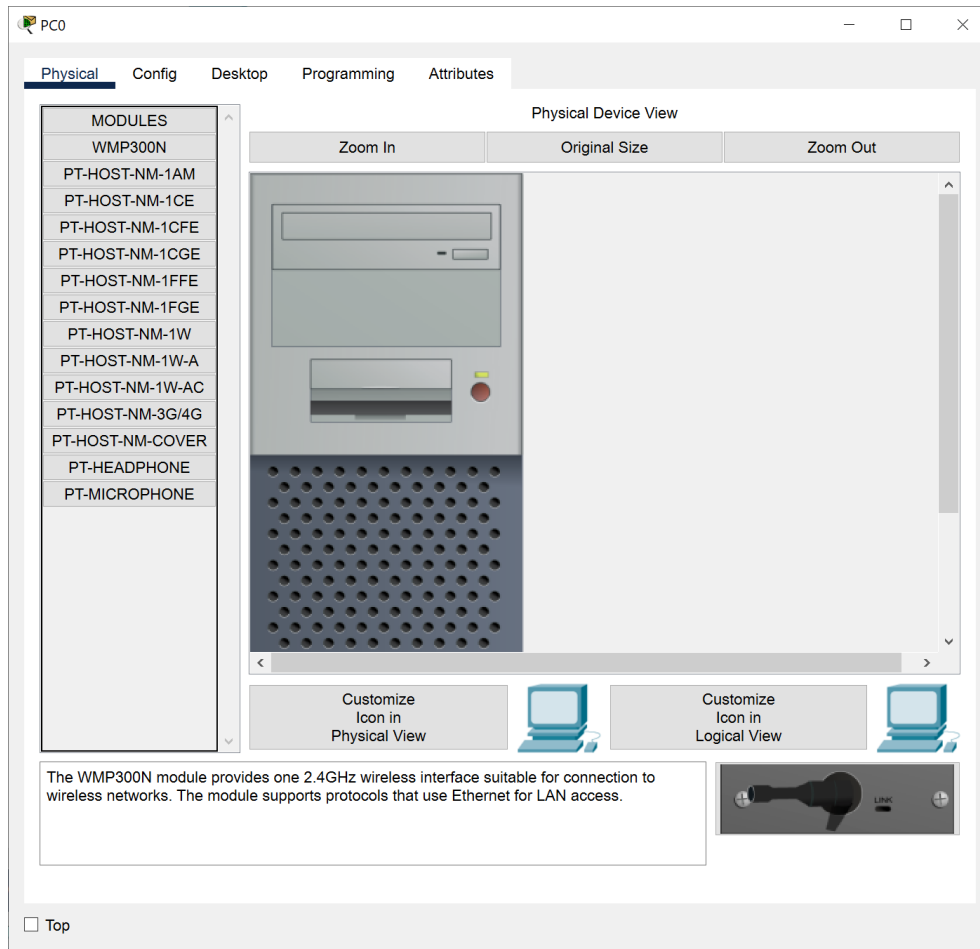 PC0
Physical Config Desktop Programming Attributes
MODULES
WMP300N
PT-HOST-NM-1AM
PT-HOST-NM-1CE
PT-HOST-NM-1CFE
PT-HOST-NM-1CGE
PT-HOST-NM-1FFE
PT-HOST-NM-1FGE
PT-HOST-NM-1W
PT-HOST-NM-1W-A
PT-HOST-NM-1W-AC
PT-HOST-NM-3G/4G
PT-HOST-NM-COVER
PT-HEADPHONE
PT-MICROPHONE
Physical Device View
Zoom In Original Size Zoom Out
Customize
Icon in
Physical View
Customize
Icon in
Logical View
The WMP300N module provides one 2.4GHz wireless interface suitable for connection to
wireless networks. The module supports protocols that use Ethernet for LAN access.
LINK
Top